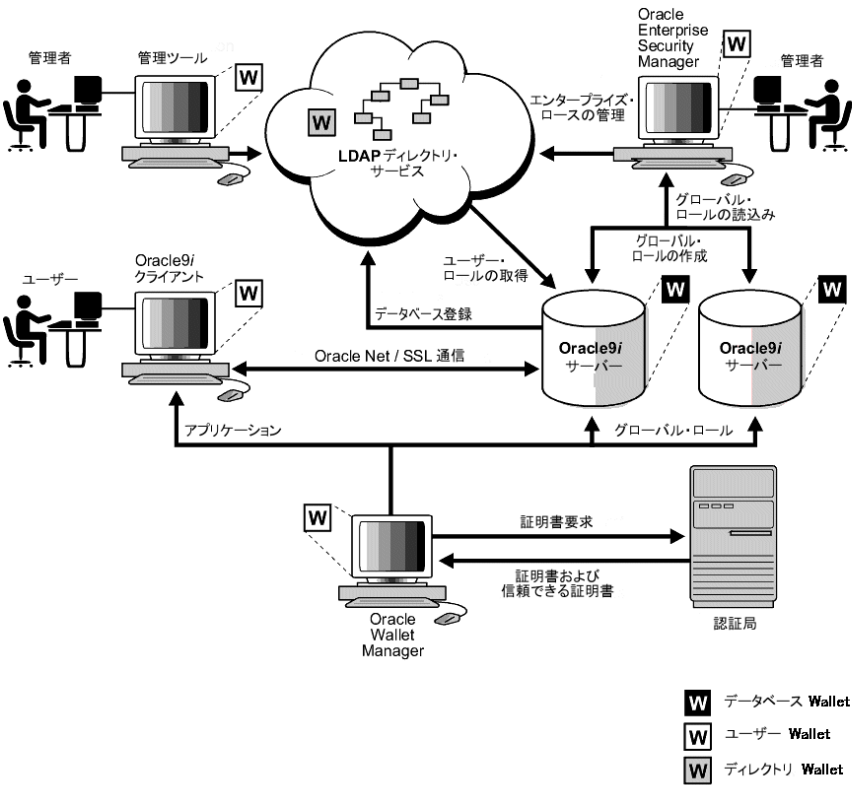 管理者
管理ツール
W
W
LDAP ディレクトリ・
サービス
エンタープライズ・
ロースの管理
Oracle
Enterprise
Security
Manager
W
管理者
グローバル・
ロールの読込み
グローバル・
ロールの作成
ユーザー・
ロールの取得
データベース登録
ユーザー
Oracle9i
クライアント
W
Oracle Net / SSL 通信
Oracle9i
サーバー
W
Oracle9i
サーバー
W
アプリケーション
グローバル・ロール
W
Oracle
Wallet
Manager
証明書要求
証明書および
信頼できる証明書
認証局
W データベース Wallet
W ユーザー Wallet
W ディレクトリ Wallet